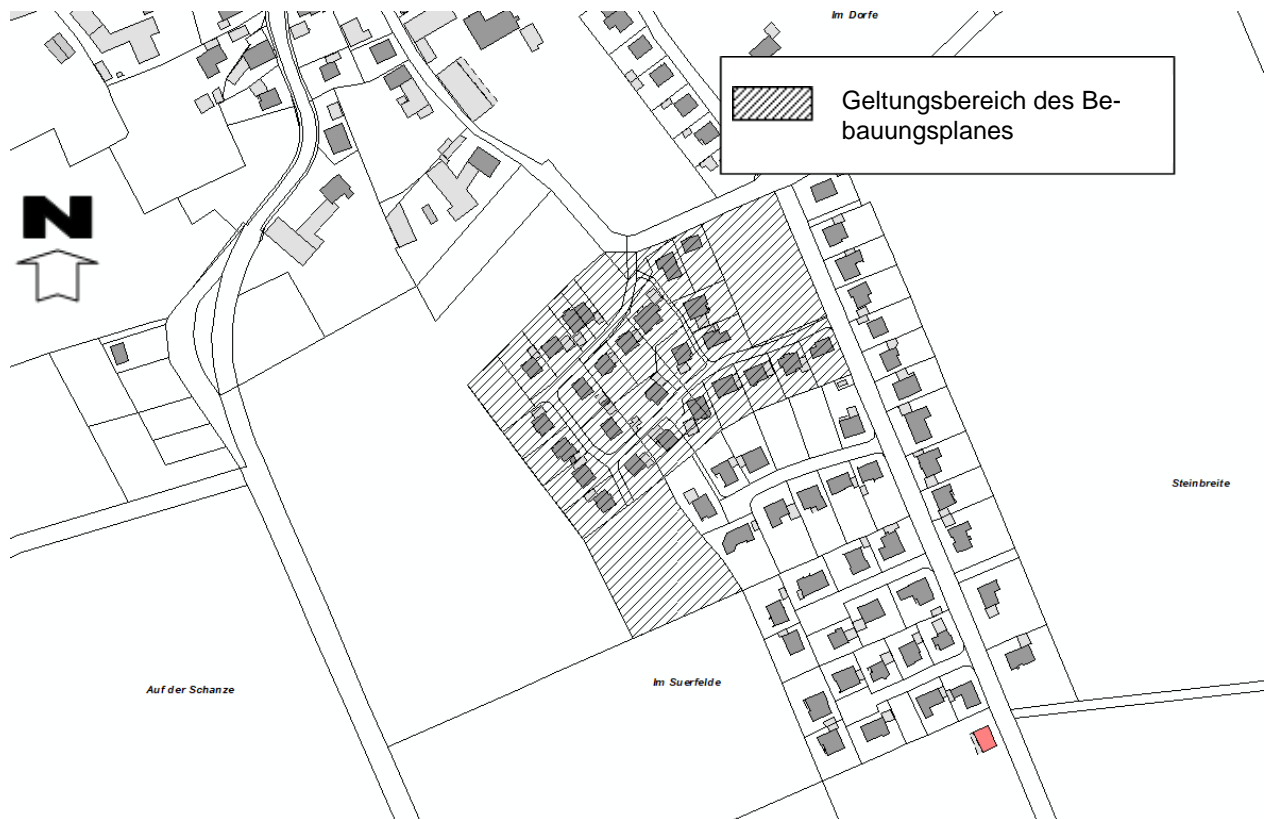 Im Dorfe
Geltungsbereich des Be-
bauungsplanes
N
Steinbreite
Auf der Schanze
Im Suerfelde